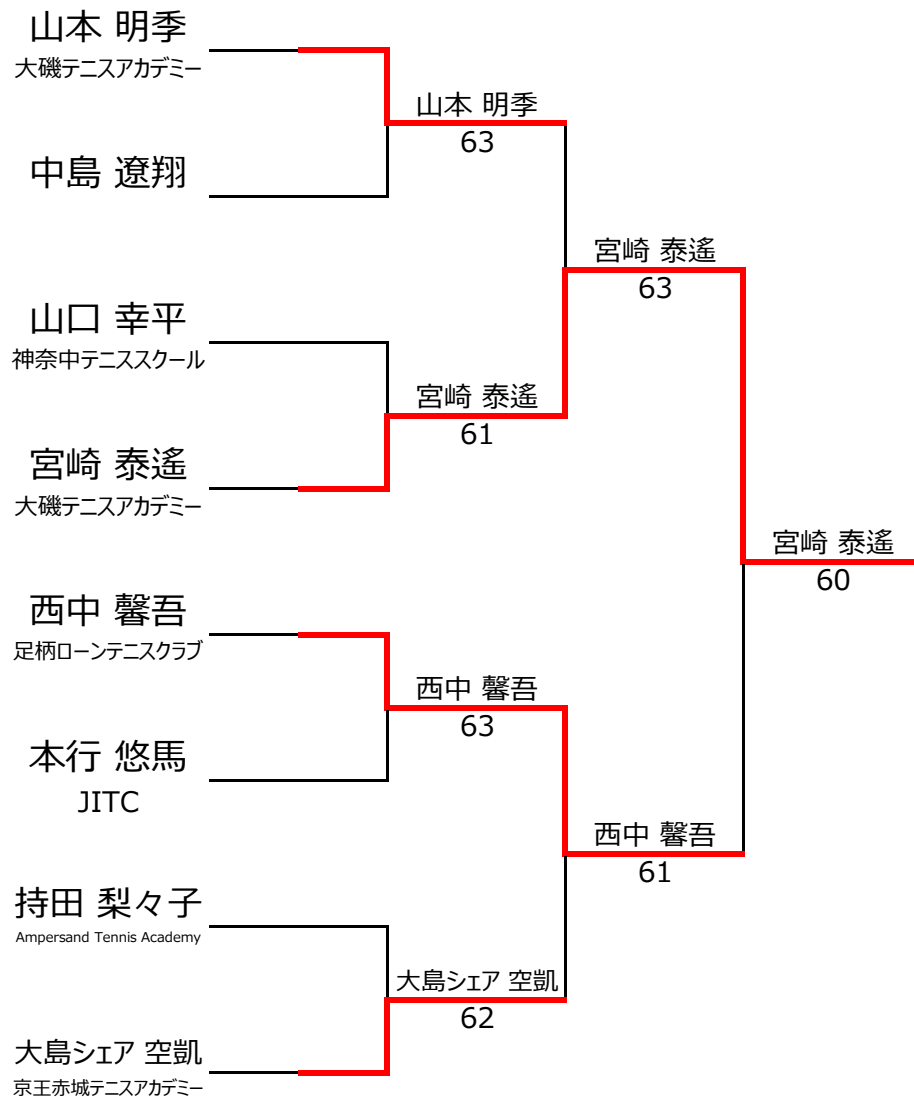 山本 明季
大磯テニスアカデミー
中島 遼翔
山口 幸平
神奈中テニススクール
宮崎 泰遙
大磯テニスアカデミー
西中 馨吾
足柄ローンテニスクラブ
本行 悠馬
JITC
持田 梨々子
Ampersand Tennis Academy
大島シェア 空凱
京王赤城テニスアカデミー
山本 明季
63
宮崎 泰遙
61
西中 馨吾
63
大島シェア 空凱
62
宮崎 泰遙
63
西中 馨吾
61
宮崎 泰遙
60